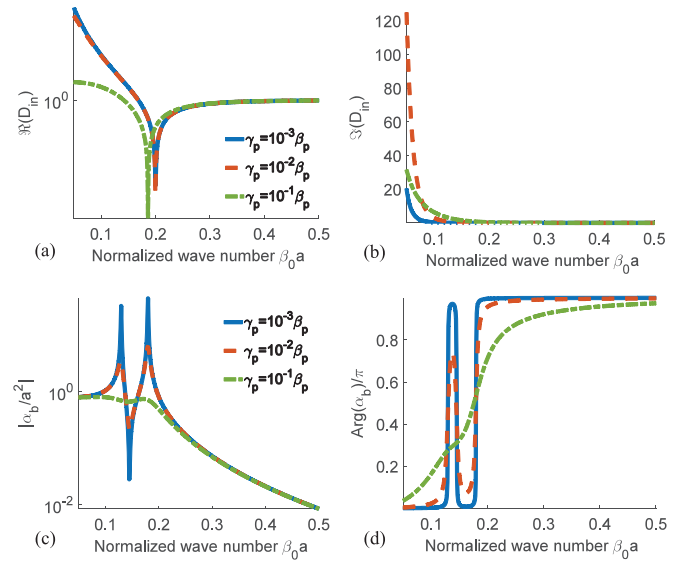 ℜ(D_in)
10^0
γ_p=10^-3β_p
γ_p=10^-2β_p
γ_p=10^-1β_p
0.1 0.2 0.3 0.4 0.5
(a) Normalized wave number β_0a
ℑ(D_in)
120
100
80
60
40
20
0.1 0.2 0.3 0.4 0.5
(b) Normalized wave number β_0a
|α_b/a^2|
10^0
10^-2
γ_p=10^-3β_p
γ_p=10^-2β_p
γ_p=10^-1β_p
0.1 0.2 0.3 0.4 0.5
(c) Normalized wave number β_0a
Arg(α_b)/π
0.8
0.6
0.4
0.2
0.1 0.2 0.3 0.4 0.5
(d) Normalized wave number β_0a